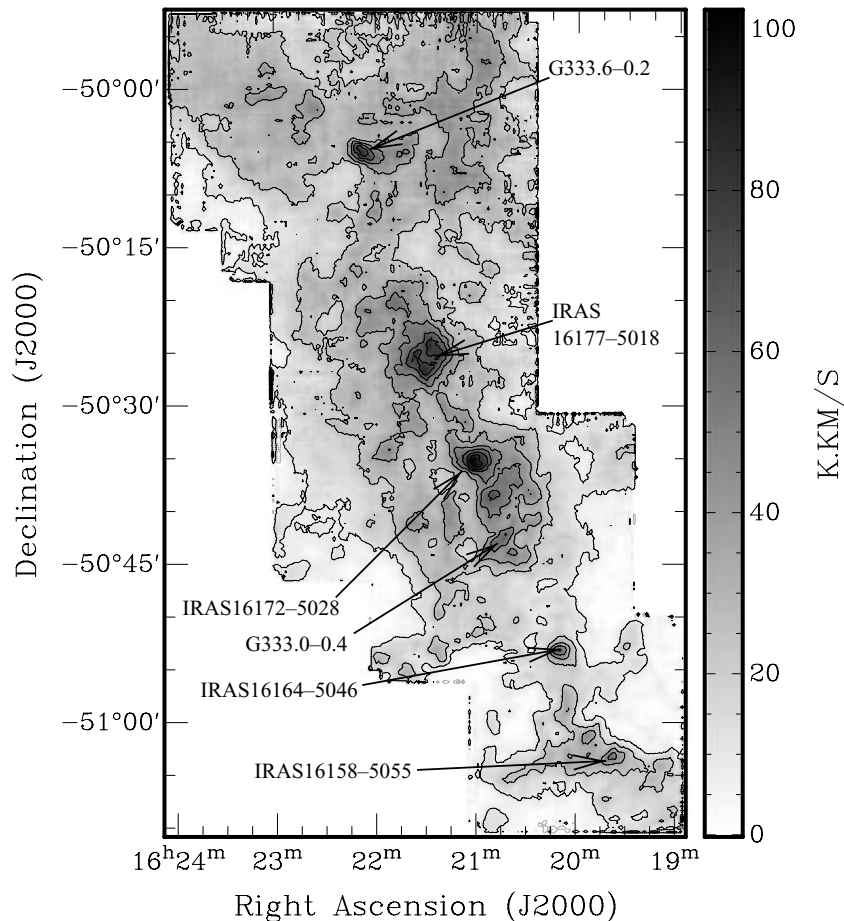 G333.6–0.2
IRAS
16177–5018
IRAS16172–5028
G333.0–0.4
IRAS16164–5046
IRAS16158–5055
−50°00′
−50°15′
−50°30′
−50°45′
−51°00′
Declination (J2000)
16ʰ24ᵐ 23ᵐ 22ᵐ 21ᵐ 20ᵐ 19ᵐ
Right Ascension (J2000)
100
80
60
40
20
0
K.KM/S